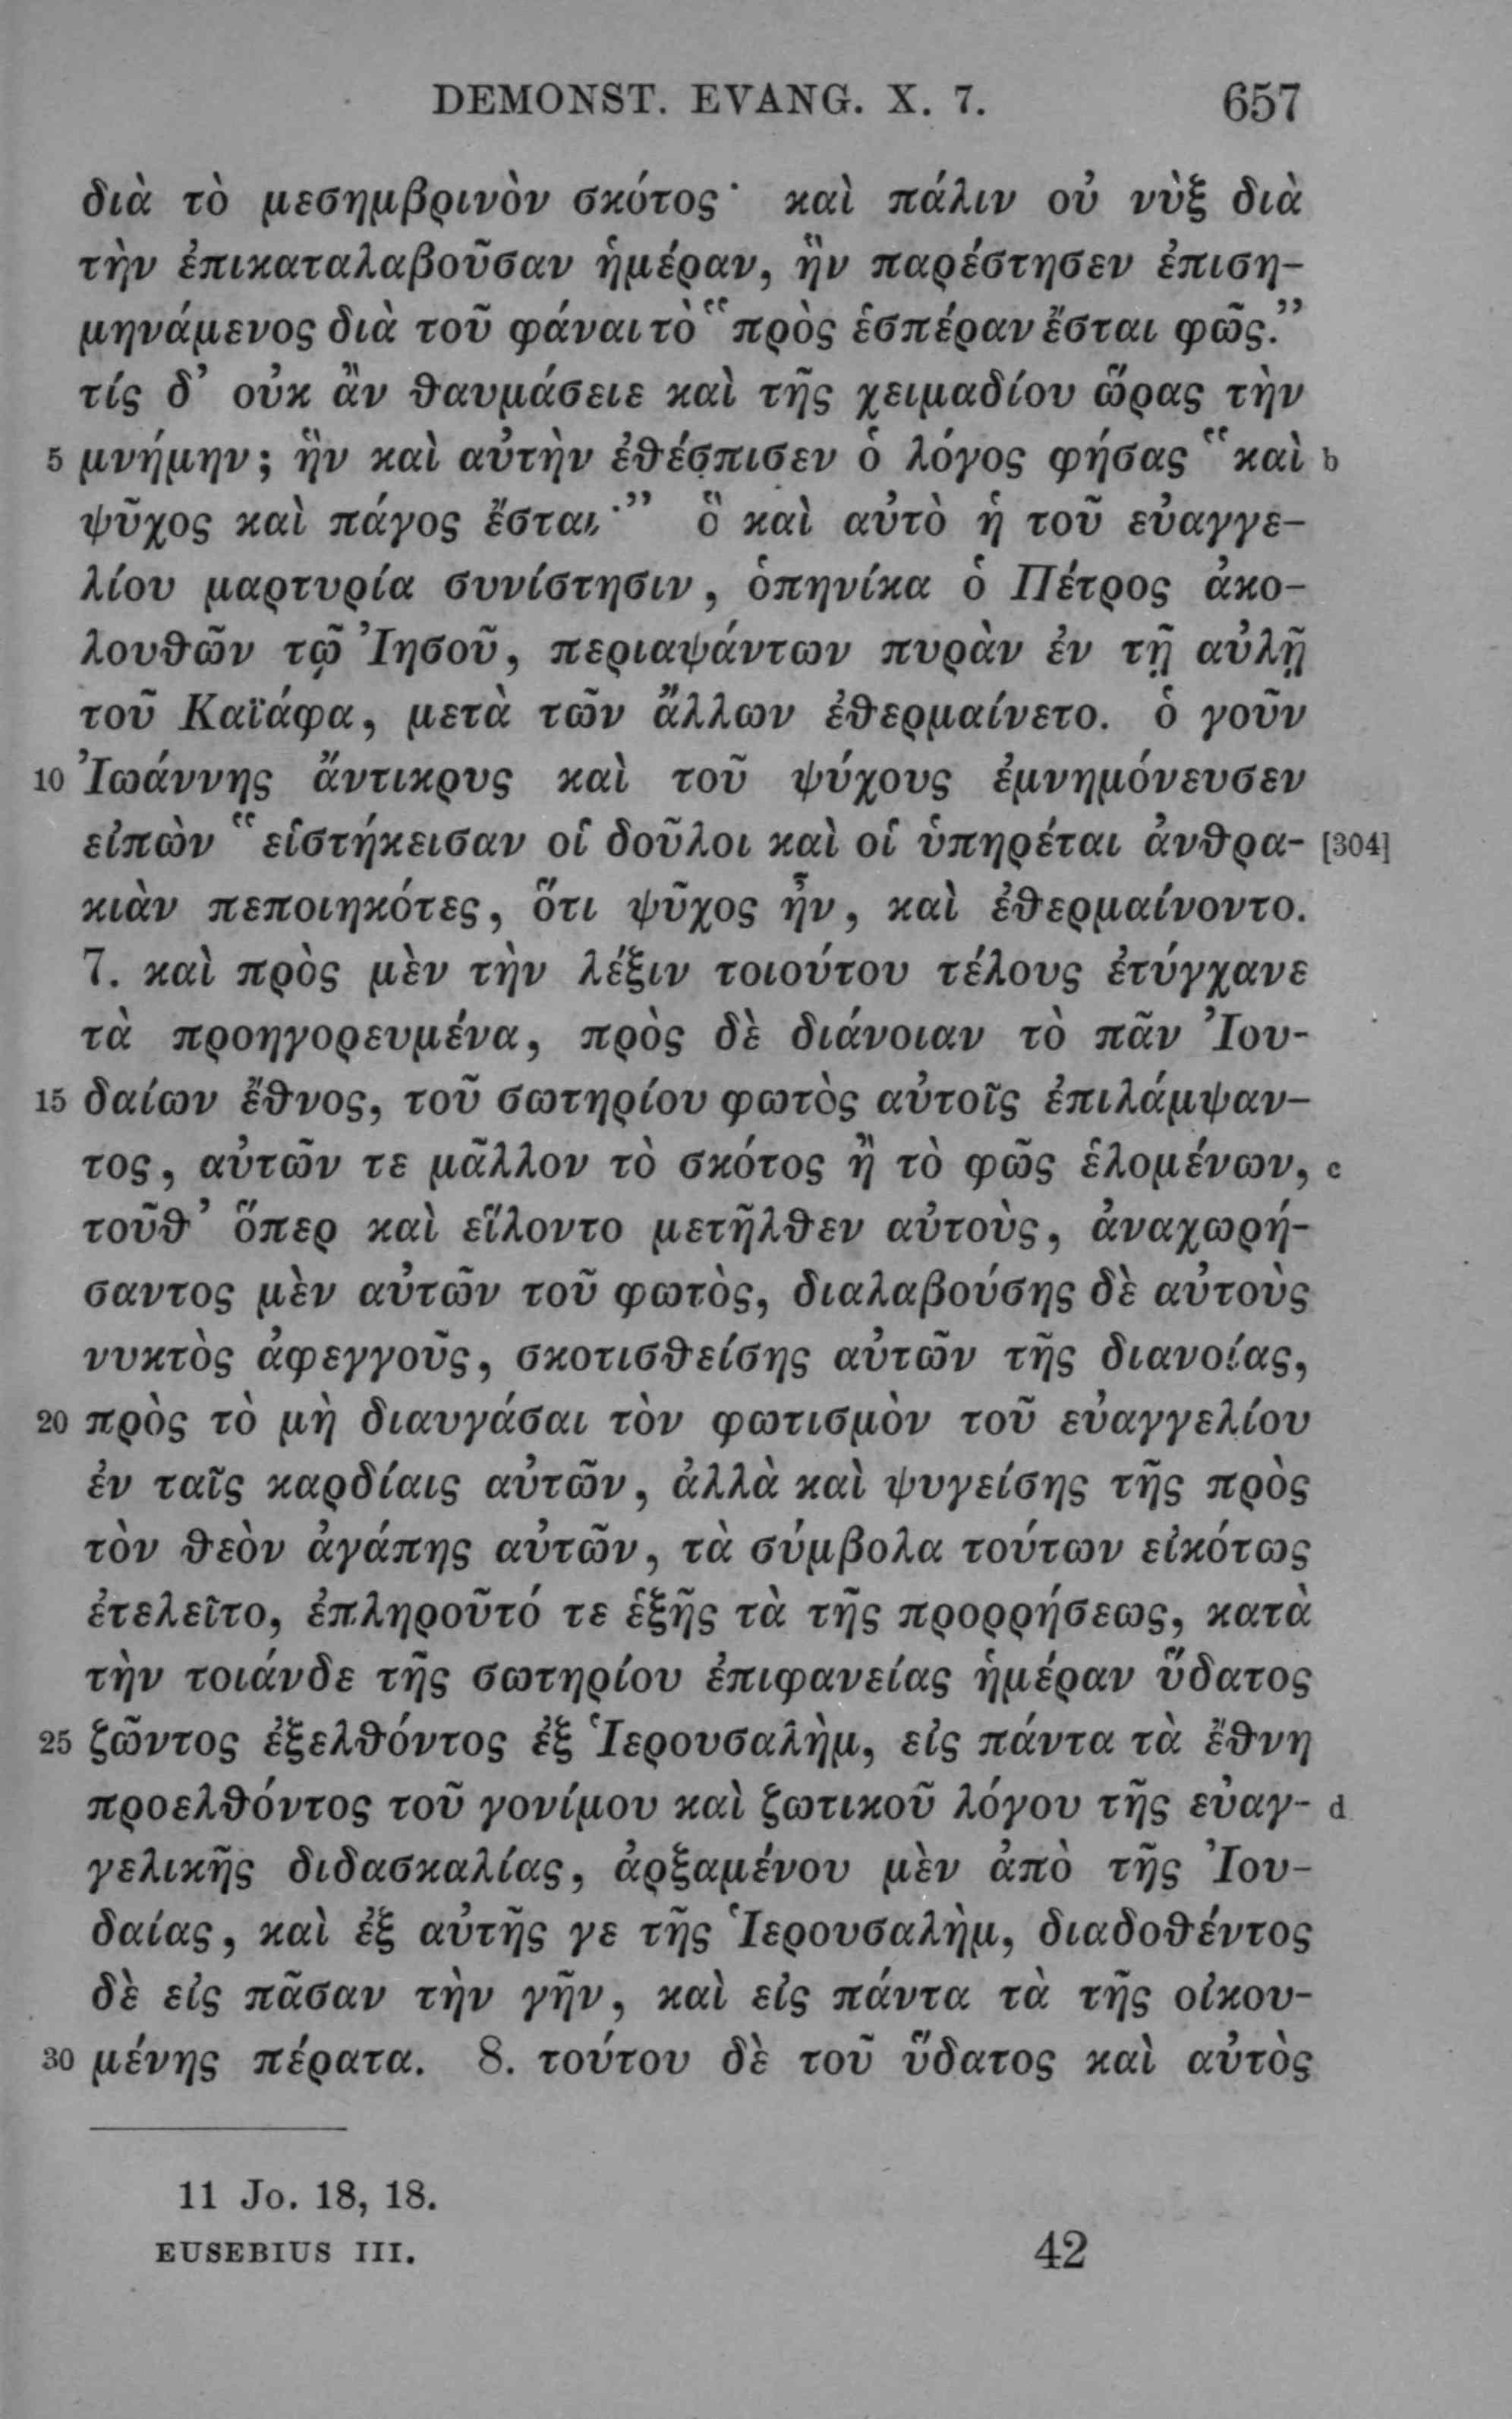 DEMONST. EVANG. X. 7. 657
διὰ τὸ μεσημβρινὸν σκότος· καὶ πάλιν οὐ νὺξ διὰ
τὴν ἐπικαταλαβοῦσαν ἡμέραν, ἣν παρέστησεν ἐπιση-
μηνάμενος διὰ τοῦ φάναι τὸ “πρὸς ἑσπέραν ἔσται φῶς.”
τίς δ’ οὐκ ἂν θαυμάσειε καὶ τῆς χειμαδίου ὥρας τὴν
5 μνήμην; ἣν καὶ αὐτὴν ἐθέσπισεν ὁ λόγος φήσας “καὶ b
ψῦχος καὶ πάγος ἔσται·” ὃ καὶ αὐτὸ ἡ τοῦ εὐαγγε-
λίου μαρτυρία συνίστησιν, ὁπηνίκα ὁ Πέτρος ἀκο-
λουθῶν τῷ Ἰησοῦ, περιαψάντων πυρὰν ἐν τῇ αὐλῇ
τοῦ Καϊάφα, μετὰ τῶν ἄλλων ἐθερμαίνετο. ὁ γοῦν
10 Ἰωάννης ἄντικρυς καὶ τοῦ ψύχους ἐμνημόνευσεν
εἰπὼν “εἱστήκεισαν οἱ δοῦλοι καὶ οἱ ὑπηρέται ἀνθρα- [304]
κιὰν πεποιηκότες, ὅτι ψῦχος ἦν, καὶ ἐθερμαίνοντο.
7. καὶ πρὸς μὲν τὴν λέξιν τοιούτου τέλους ἐτύγχανε
τὰ προηγορευμένα, πρὸς δὲ διάνοιαν τὸ πᾶν Ἰου-
15 δαίων ἔθνος, τοῦ σωτηρίου φωτὸς αὐτοῖς ἐπιλάμψαν-
τος, αὐτῶν τε μᾶλλον τὸ σκότος ἢ τὸ φῶς ἑλομένων, c
τοῦθ’ ὅπερ καὶ εἵλοντο μετῆλθεν αὐτοὺς, ἀναχωρή-
σαντος μὲν αὐτῶν τοῦ φωτὸς, διαλαβούσης δὲ αὐτοὺς
νυκτὸς ἀφεγγοῦς, σκοτισθείσης αὐτῶν τῆς διανοίας,
20 πρὸς τὸ μὴ διαυγάσαι τὸν φωτισμὸν τοῦ εὐαγγελίου
ἐν ταῖς καρδίαις αὐτῶν, ἀλλὰ καὶ ψυγείσης τῆς πρὸς
τὸν θεὸν ἀγάπης αὐτῶν, τὰ σύμβολα τούτων εἰκότως
ἐτελεῖτο, ἐπληροῦτό τε ἑξῆς τὰ τῆς προρρήσεως, κατὰ
τὴν τοιάνδε τῆς σωτηρίου ἐπιφανείας ἡμέραν ὕδατος
25 ζῶντος ἐξελθόντος ἐξ Ἱερουσαλὴμ, εἰς πάντα τὰ ἔθνη
προελθόντος τοῦ γονίμου καὶ ζωτικοῦ λόγου τῆς εὐαγ- d
γελικῆς διδασκαλίας, ἀρξαμένου μὲν ἀπὸ τῆς Ἰου-
δαίας, καὶ ἐξ αὐτῆς γε τῆς Ἱερουσαλὴμ, διαδοθέντος
δὲ εἰς πᾶσαν τὴν γῆν, καὶ εἰς πάντα τὰ τῆς οἰκου-
30 μένης πέρατα. 8. τούτου δὲ τοῦ ὕδατος καὶ αὐτὸς
11 Jo. 18, 18.
EUSEBIUS III. 42